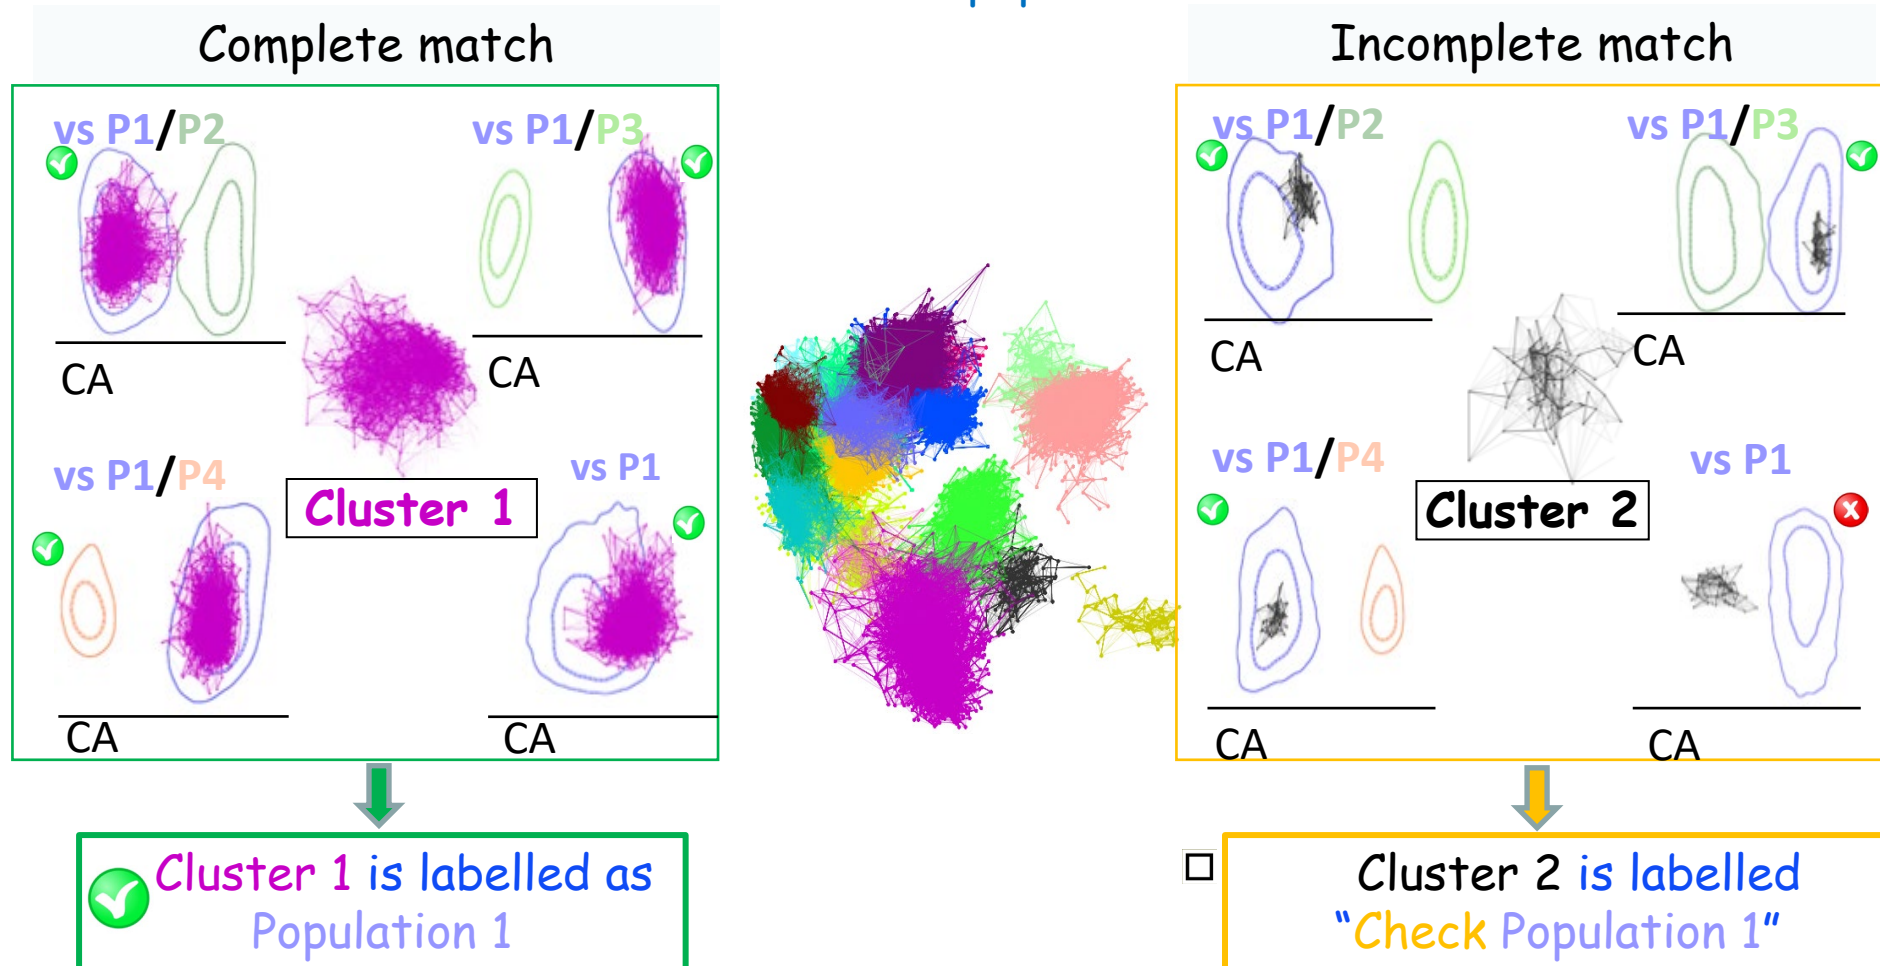 Complete match
vs P1/P2
vs P1/P3
CA
CA
vs P1/P4
vs P1
Cluster 1
CA
CA
Cluster 1 is labelled as
Population 1
Incomplete match
vs P1/P2
vs P1/P3
CA
CA
vs P1/P4
vs P1
Cluster 2
CA
CA
Cluster 2 is labelled
“Check Population 1”